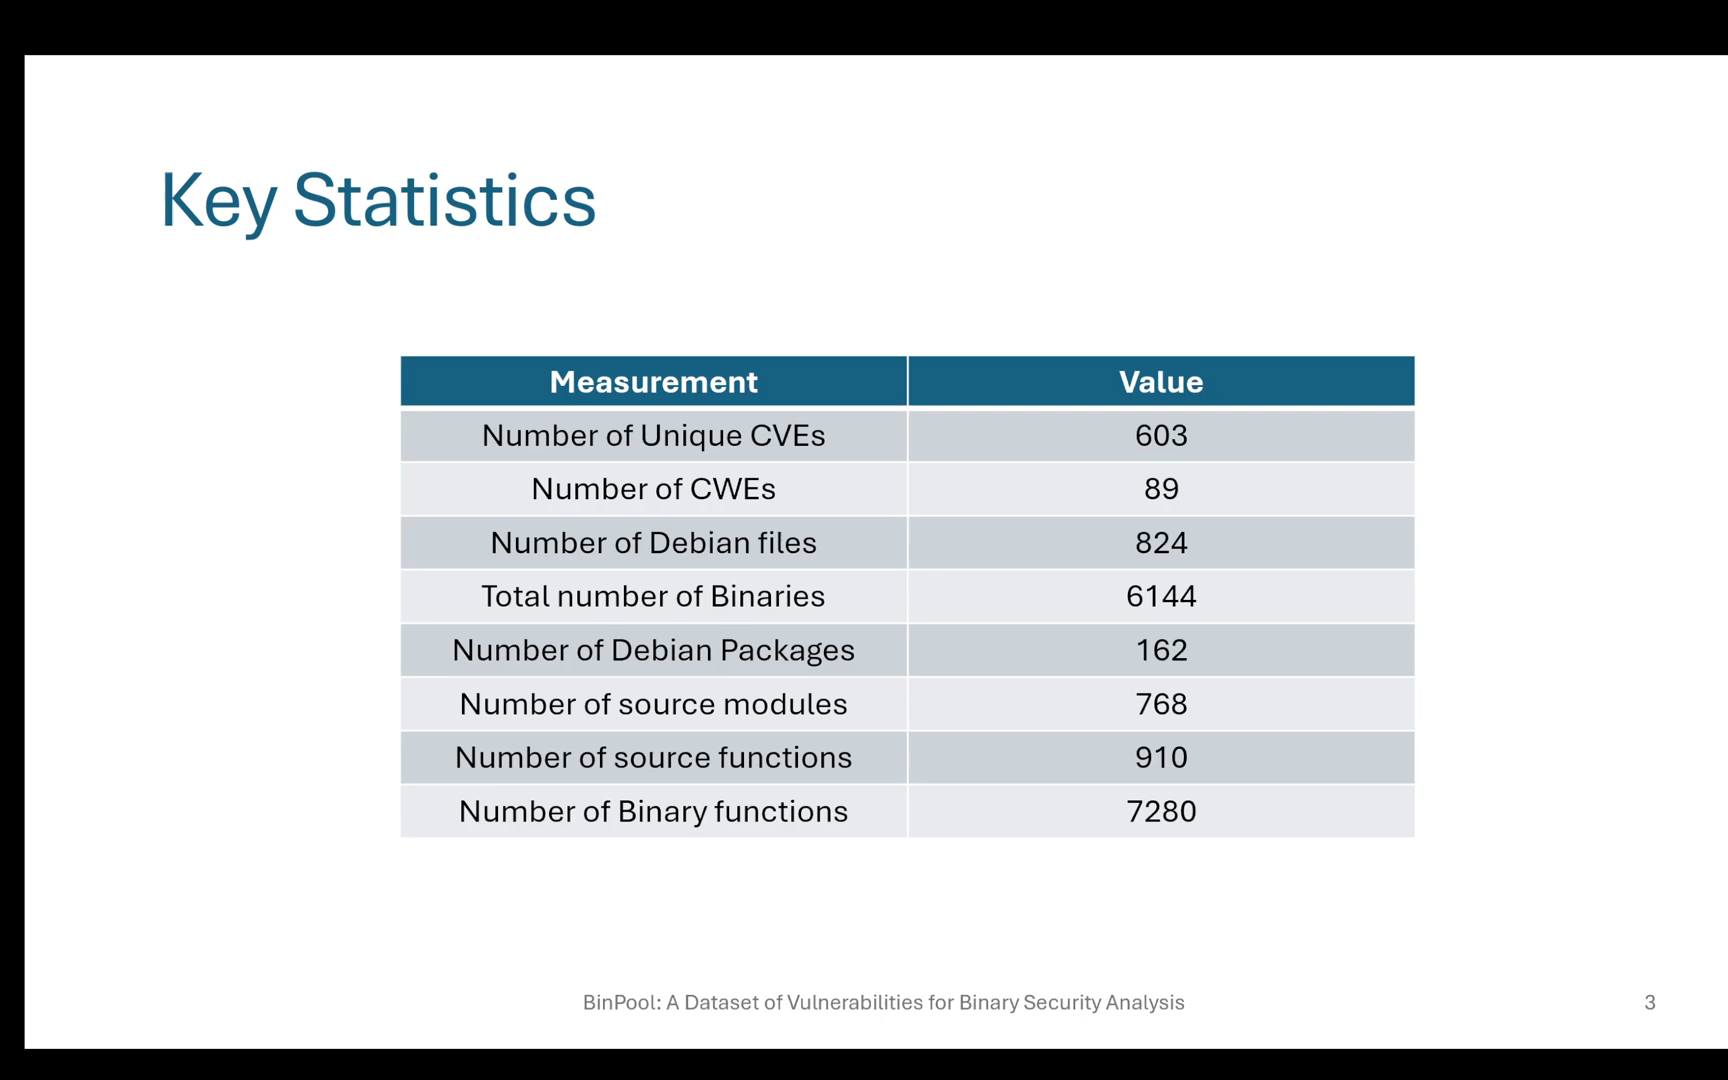 Key Statistics
Measurement Value
Number of Unique CVEs 603
Number of CWEs 89
Number of Debian files 824
Total number of Binaries 6144
Number of Debian Packages 162
Number of source modules 768
Number of source functions 910
Number of Binary functions 7280
BinPool: A Dataset of Vulnerabilities for Binary Security Analysis 3